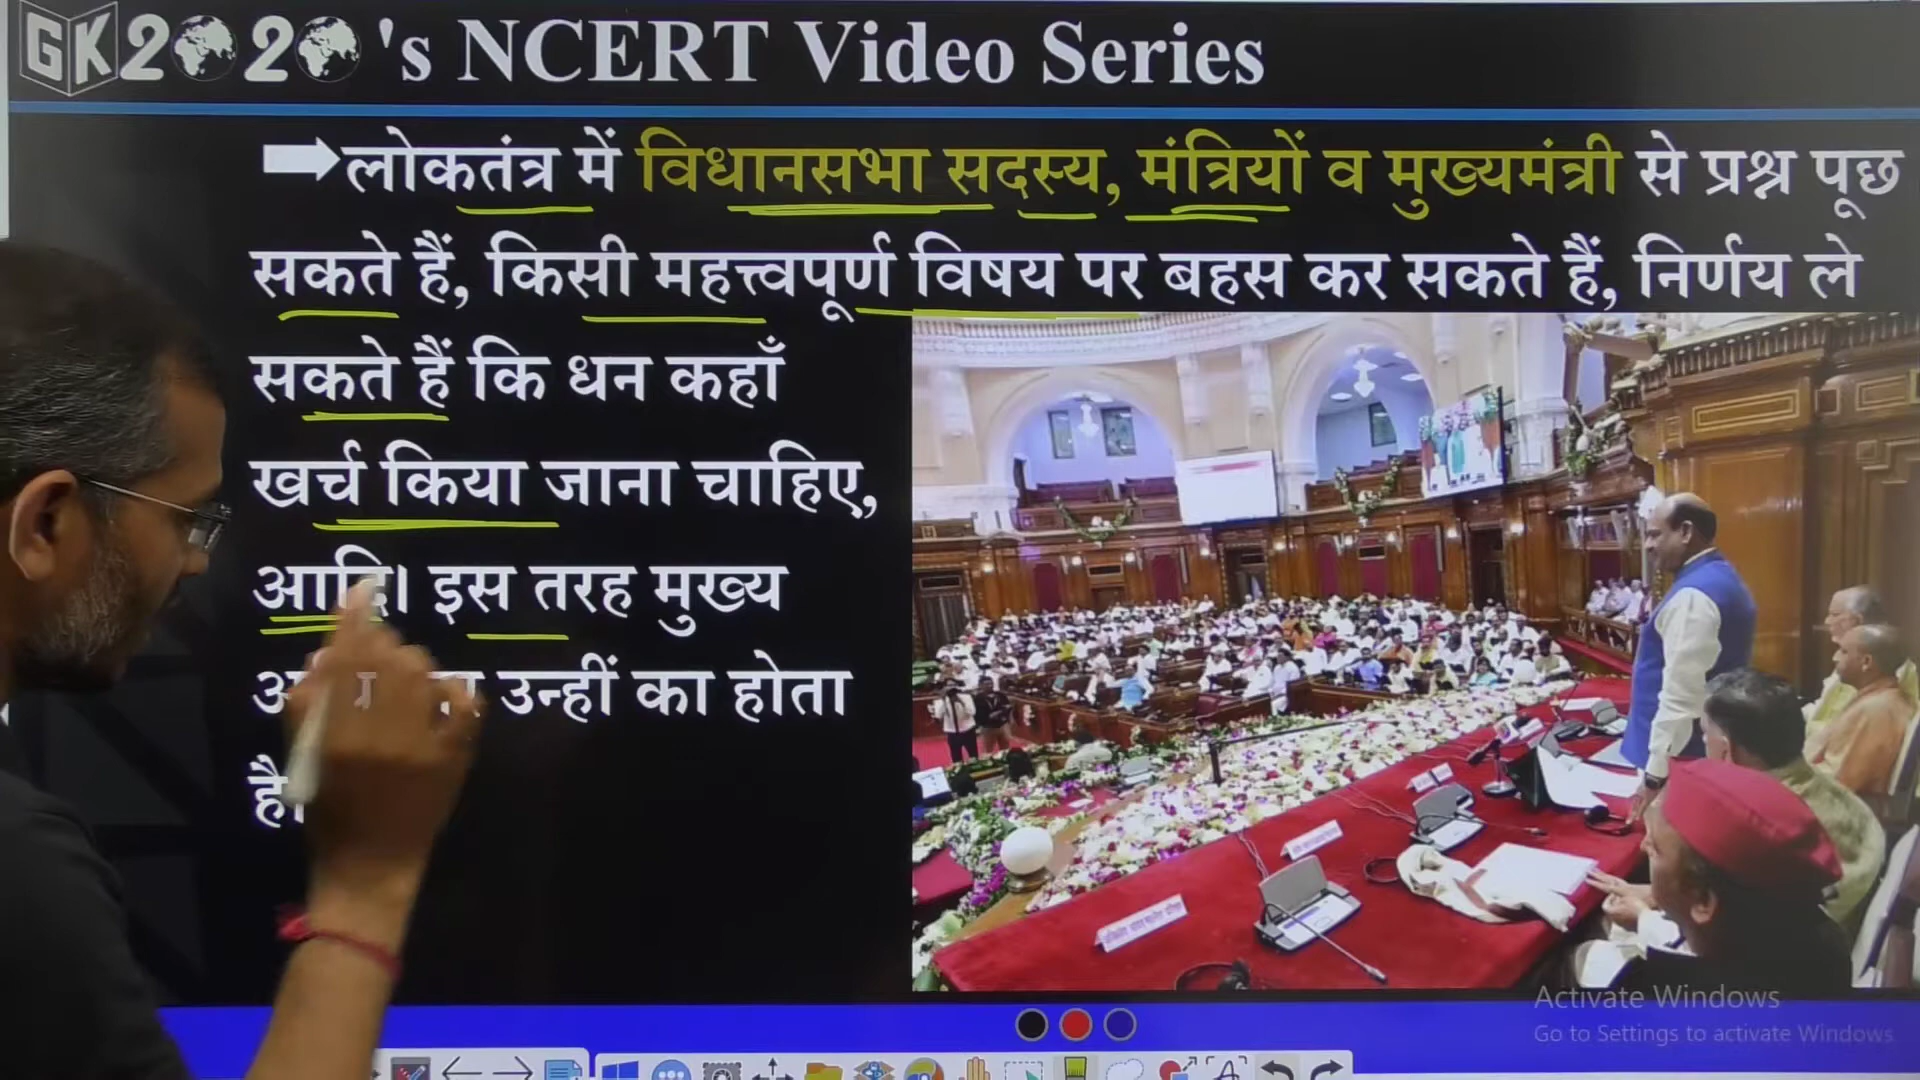 GK2020's NCERT Video Series
लोकतंत्र में विधानसभा सदस्य, मंत्रियों व मुख्यमंत्री से प्रश्न पूछ
सकते हैं, किसी महत्त्वपूर्ण विषय पर बहस कर सकते हैं, निर्णय ले
सकते हैं कि धन कहाँ
खर्च किया जाना चाहिए,
आदि। इस तरह मुख्य
उन्हीं का होता
है।
Activate Windows
Go to Settings to activate Windows.